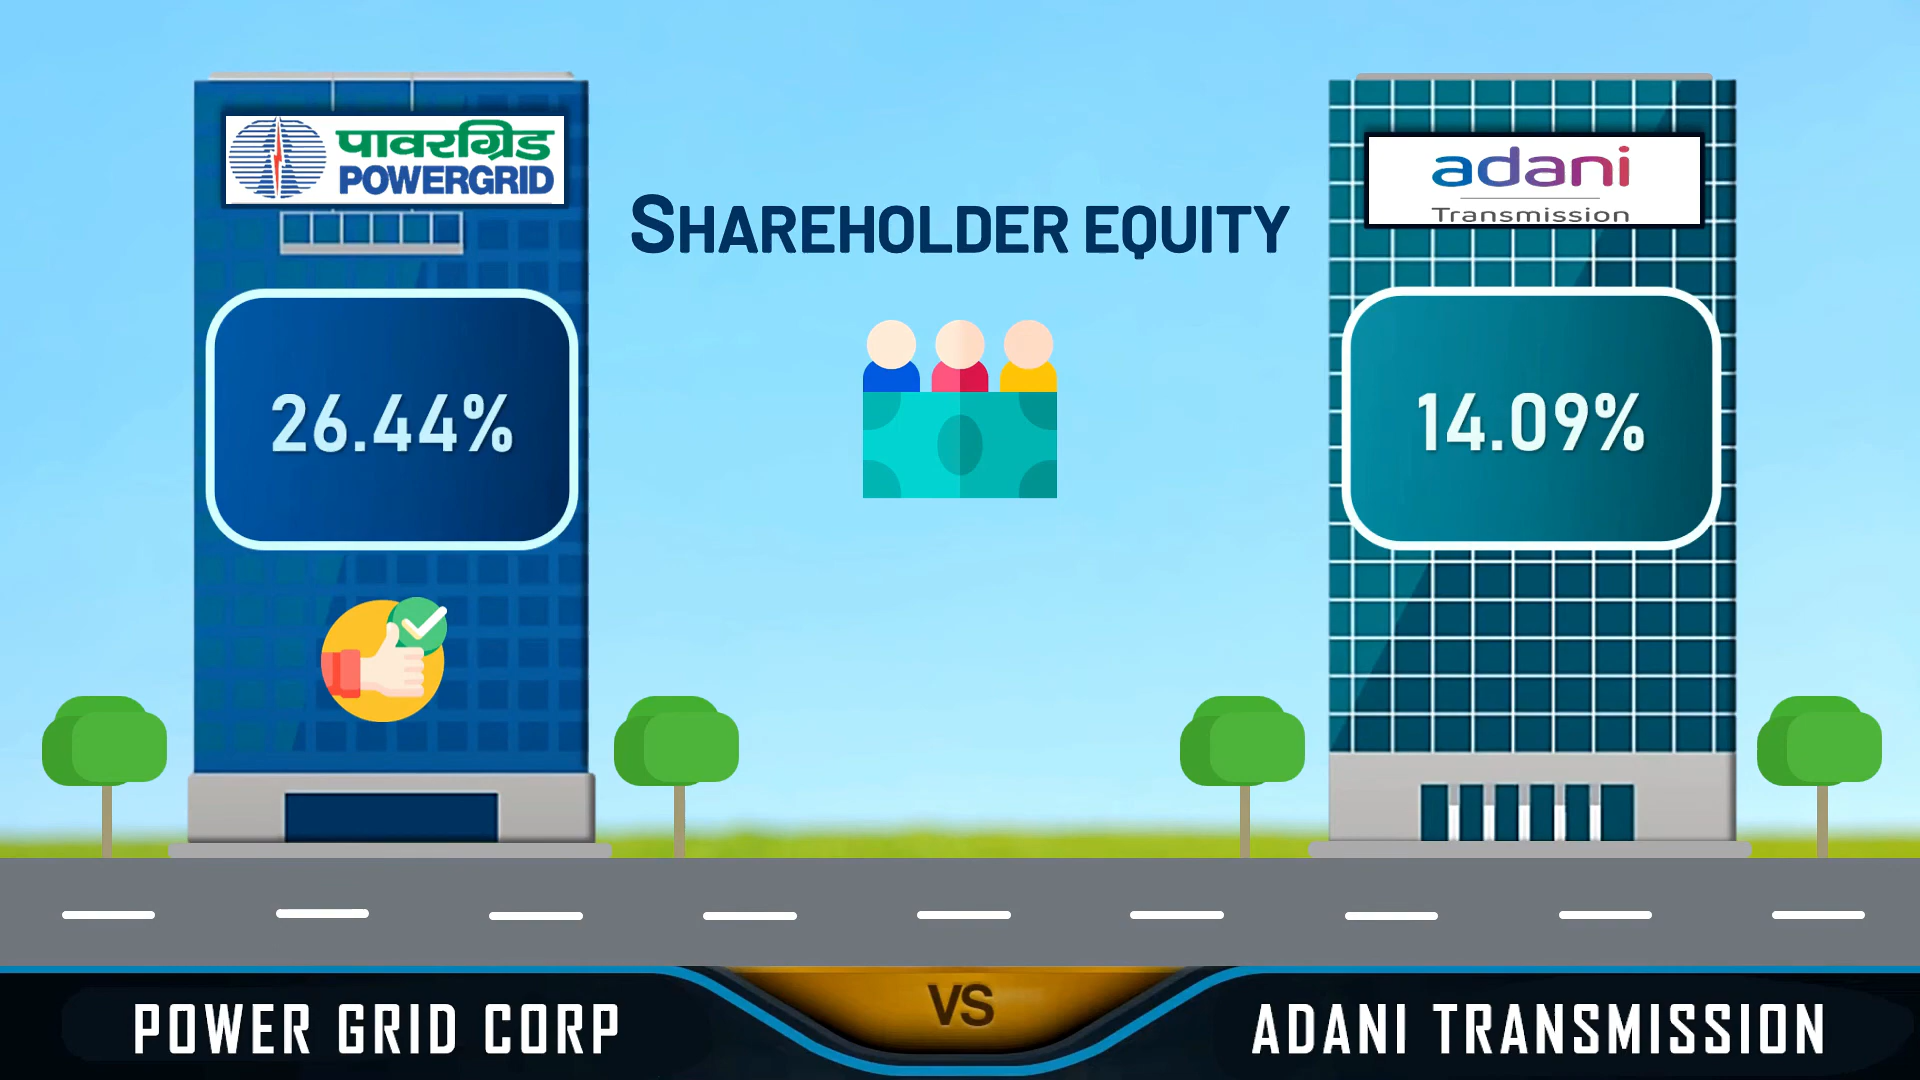 पावरग्रिड
POWERGRID
adani
Transmission
SHAREHOLDER EQUITY
26.44%
14.09%
POWER GRID CORP
VS
ADANI TRANSMISSION